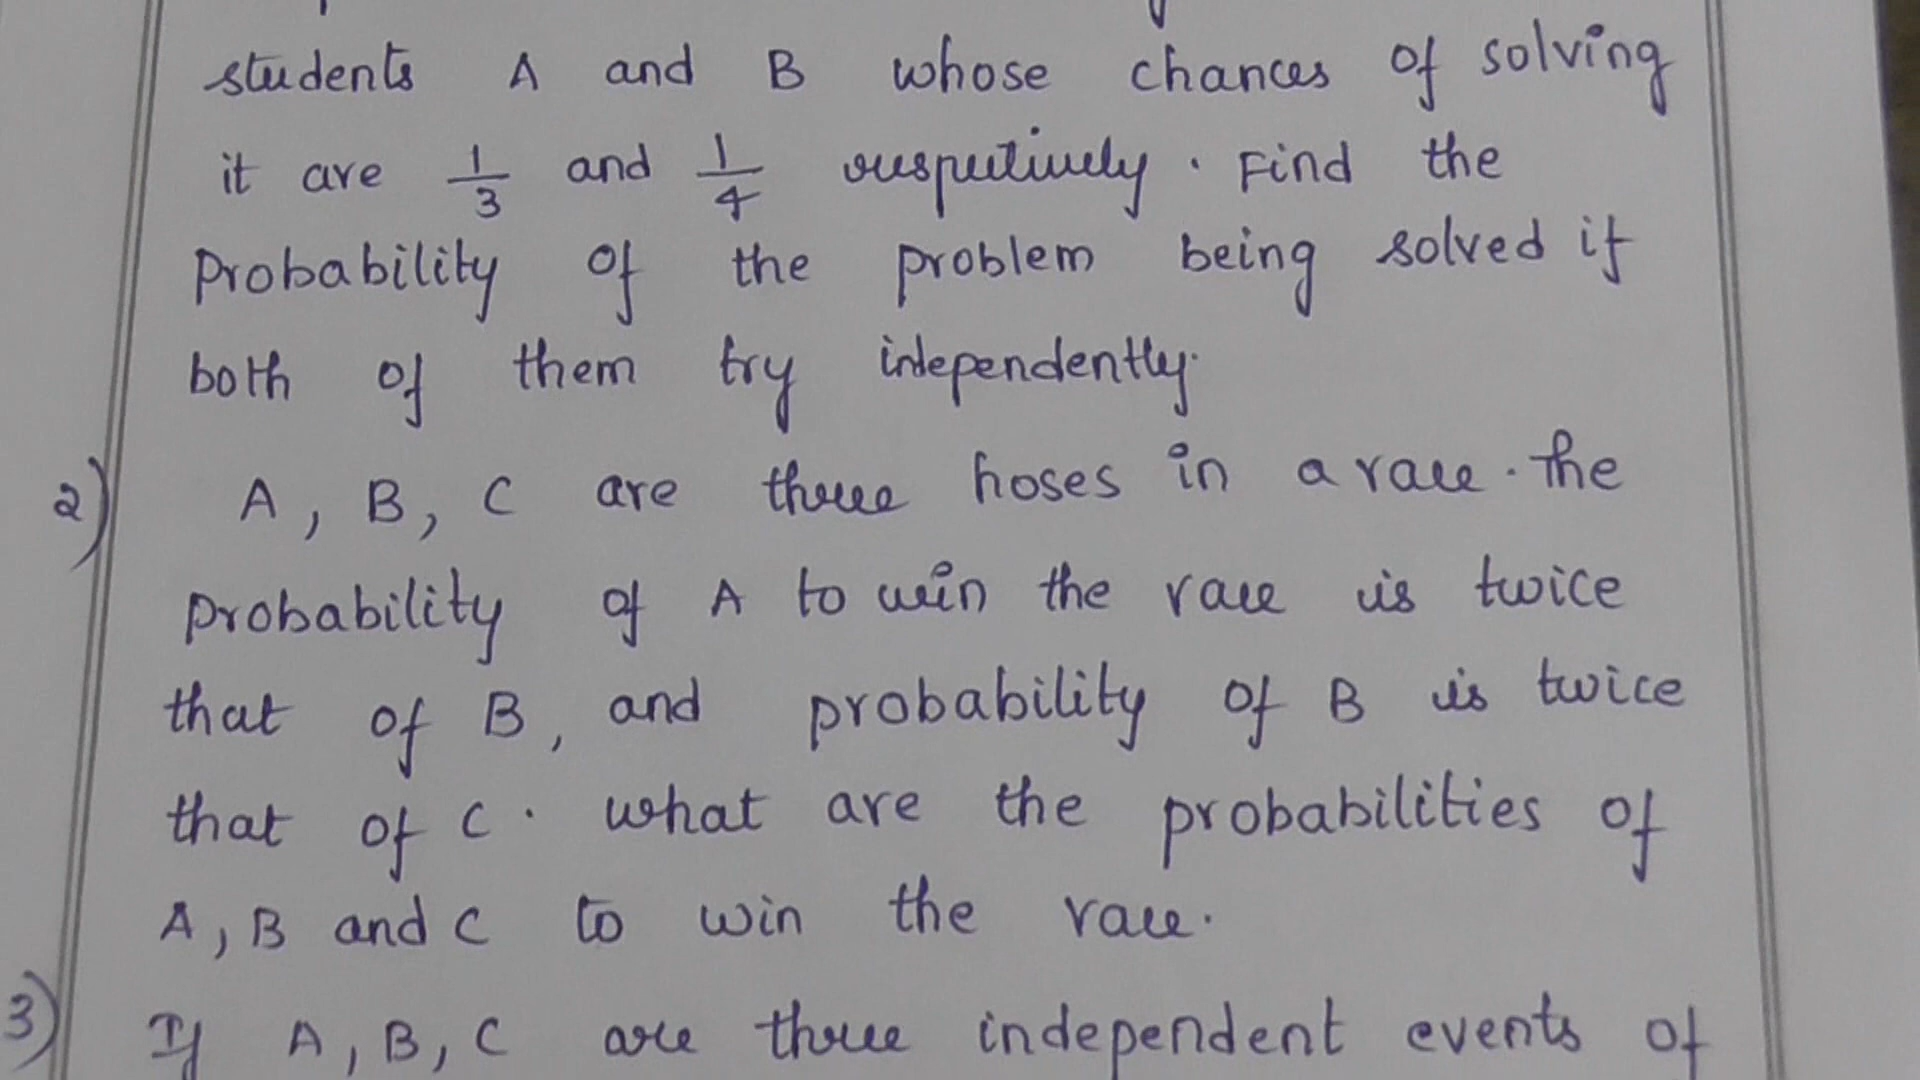 students A and B whose chances of solving
it are 1/3 and 1/4 respectively. Find the
Probability of the problem being solved if
both of them try independently.
2) A, B, C are three hoses in a race. The
probability of A to win the race is twice
that of B, and probability of B is twice
that of C. what are the probabilities of
A, B and C to win the race.
3) If A, B, C are three independent events of